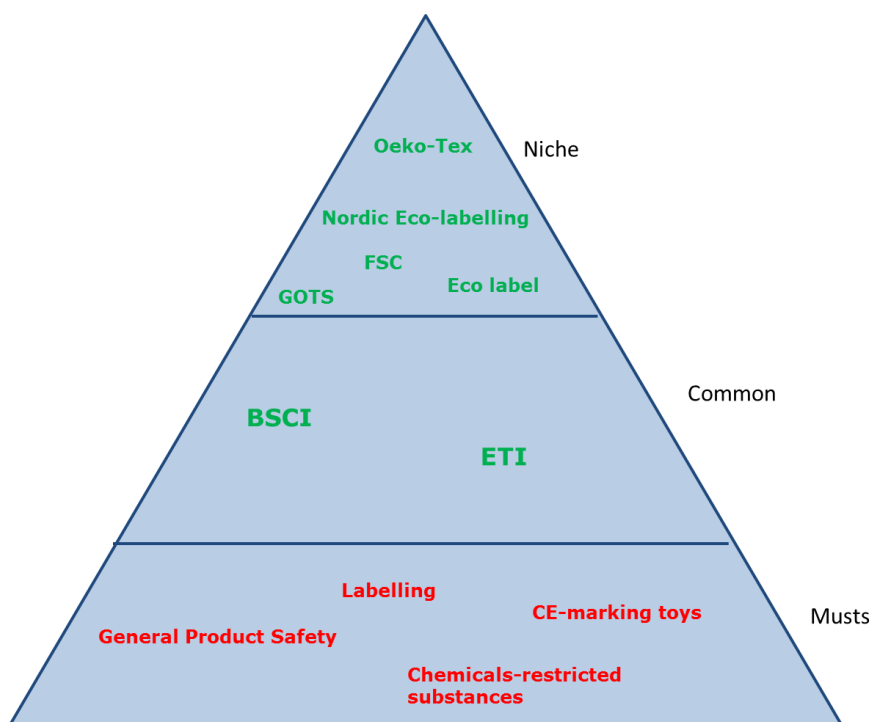 Oeko-Tex
Niche
Nordic Eco-labelling
FSC
Eco label
GOTS
Common
BSCI
ETI
Labelling
CE-marking toys
Musts
General Product Safety
Chemicals-restricted
substances